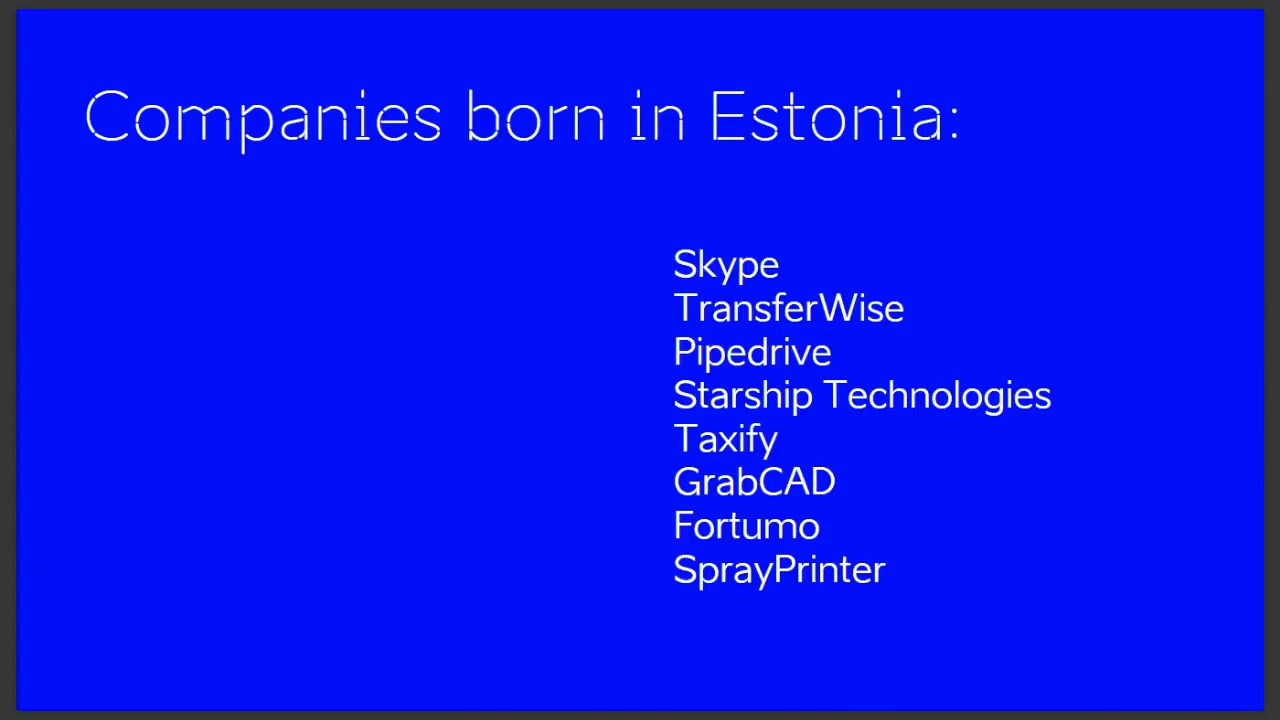 Companies born in Estonia:
Skype
TransferWise
Pipedrive
Starship Technologies
Taxify
GrabCAD
Fortumo
SprayPrinter